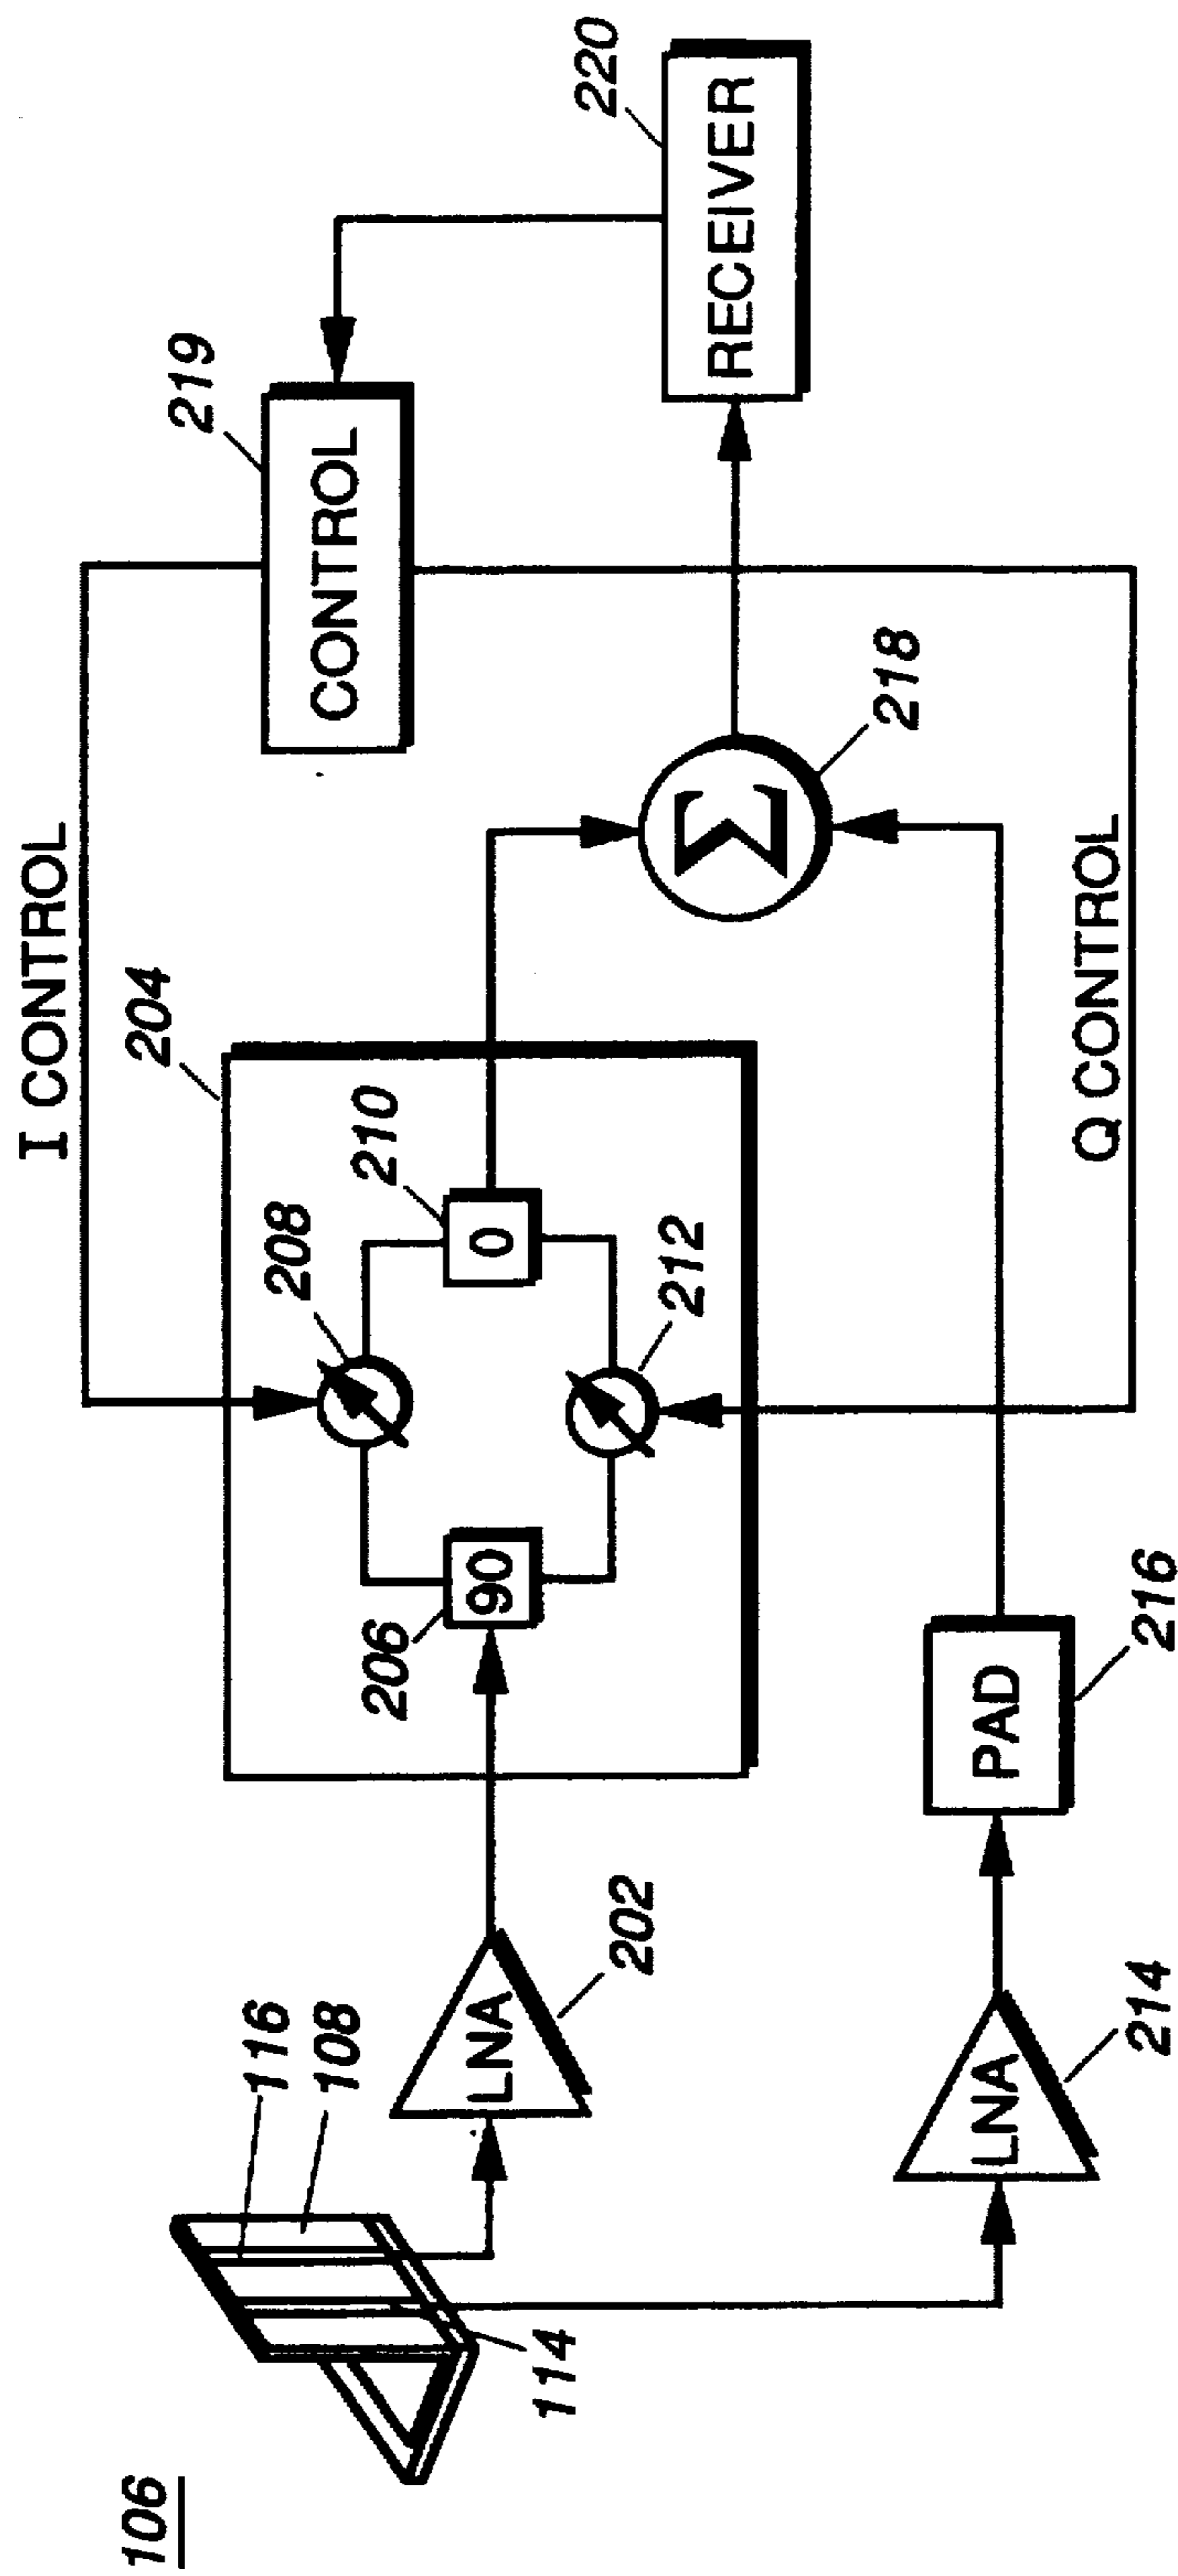 106
116
108
114
LNA
202
LNA
214
204
206
90
208
210
0
212
PAD
216
I CONTROL
Q CONTROL
Σ
218
219
CONTROL
220
RECEIVER